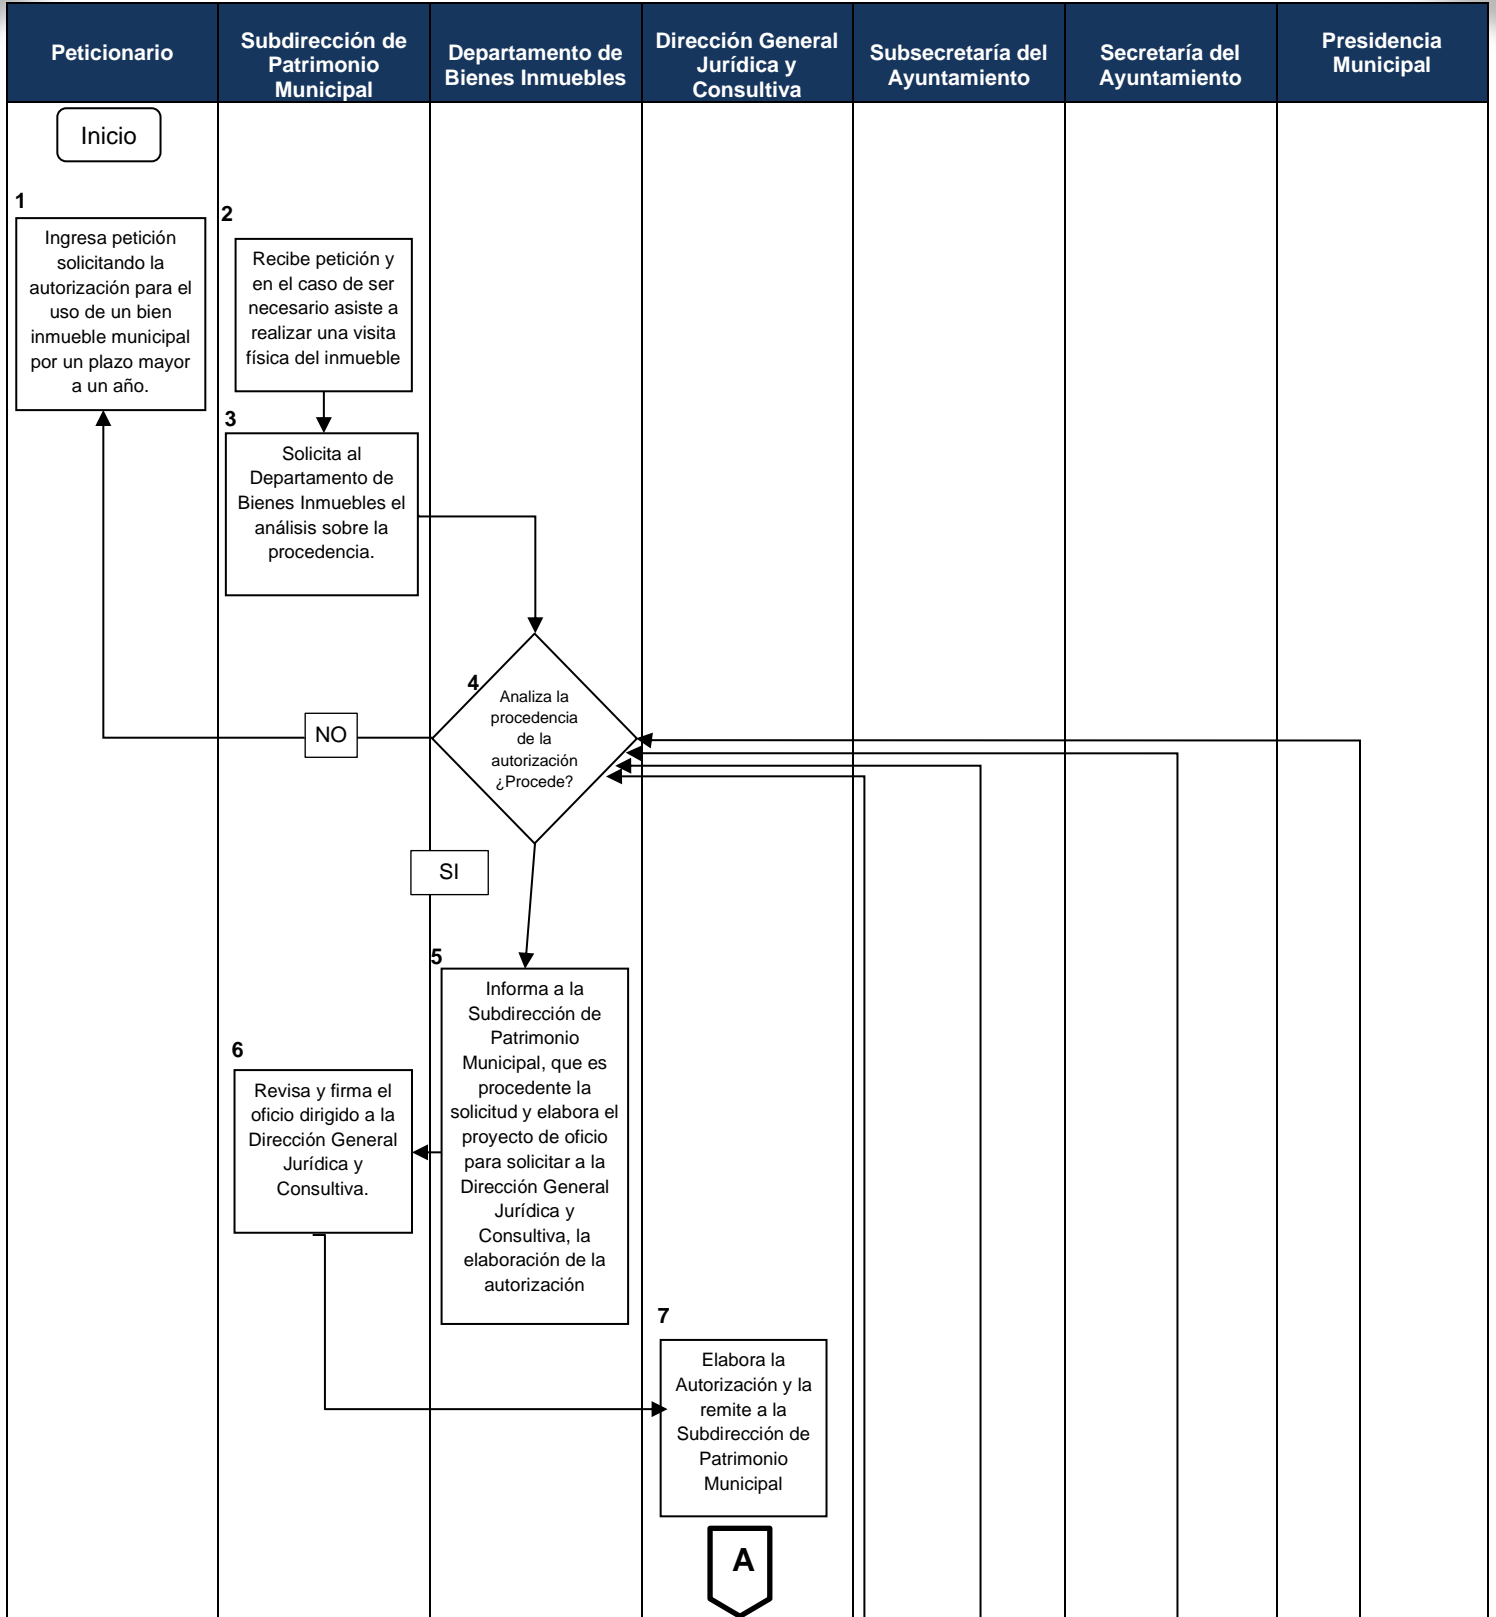 Peticionario
Subdirección de
Patrimonio
Municipal
Departamento de
Bienes Inmuebles
Dirección General
Jurídica y
Consultiva
Subsecretaría del
Ayuntamiento
Secretaría del
Ayuntamiento
Presidencia
Municipal
Inicio
1
Ingresa petición
solicitando la
autorización para el
uso de un bien
inmueble municipal
por un plazo mayor
a un año.
2
Recibe petición y
en el caso de ser
necesario asiste a
realizar una visita
física del inmueble
3
Solicita al
Departamento de
Bienes Inmuebles el
análisis sobre la
procedencia.
4
Analiza la
procedencia
de la
autorización
¿Procede?
NO
SI
5
Informa a la
Subdirección de
Patrimonio
Municipal, que es
procedente la
solicitud y elabora el
proyecto de oficio
para solicitar a la
Dirección General
Jurídica y
Consultiva, la
elaboración de la
autorización
6
Revisa y firma el
oficio dirigido a la
Dirección General
Jurídica y
Consultiva.
7
Elabora la
Autorización y la
remite a la
Subdirección de
Patrimonio
Municipal
A